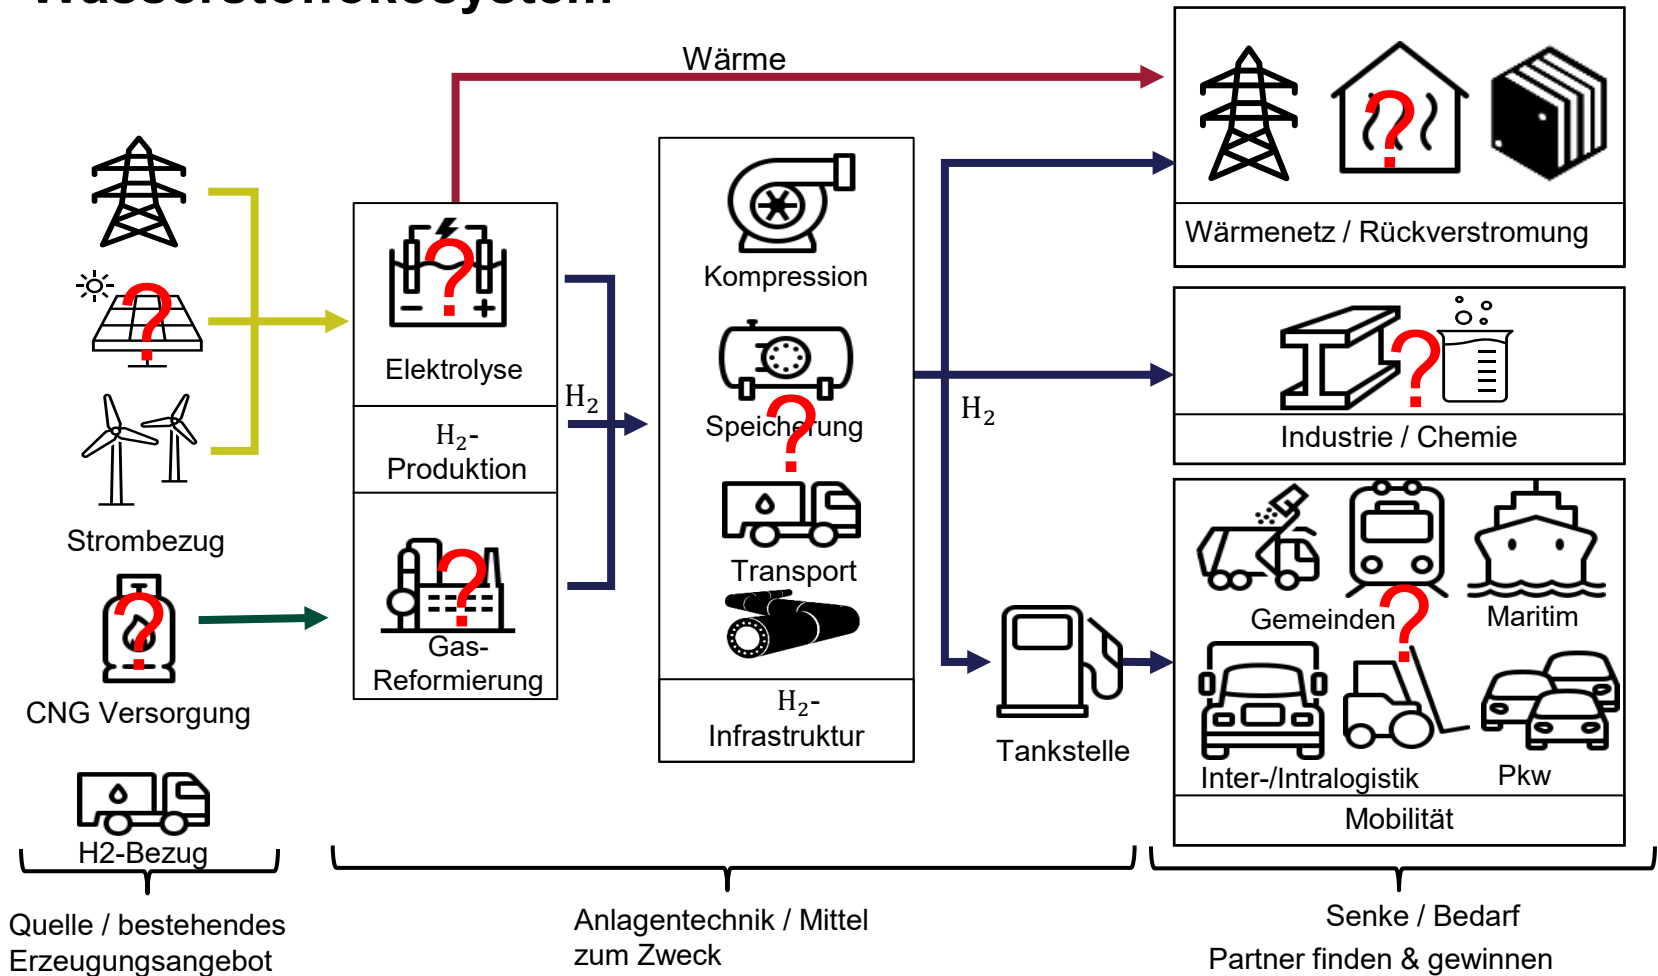 Wasserstoffökosystem
Wärme
Strombezug
CNG Versorgung
H2-Bezug
Quelle / bestehendes
Erzeugungsangebot
? 
?
- +
?
Elektrolyse
H₂-
Produktion
?
Gas-
Reformierung
H₂
Kompression
Speicherung
?
Transport
H₂-
Infrastruktur
H₂
Tankstelle
Anlagentechnik / Mittel
zum Zweck
?
Wärmenetz / Rückverstromung
?
Industrie / Chemie
Gemeinden
Maritim
?
Inter-/Intralogistik
Pkw
Mobilität
Senke / Bedarf
Partner finden & gewinnen